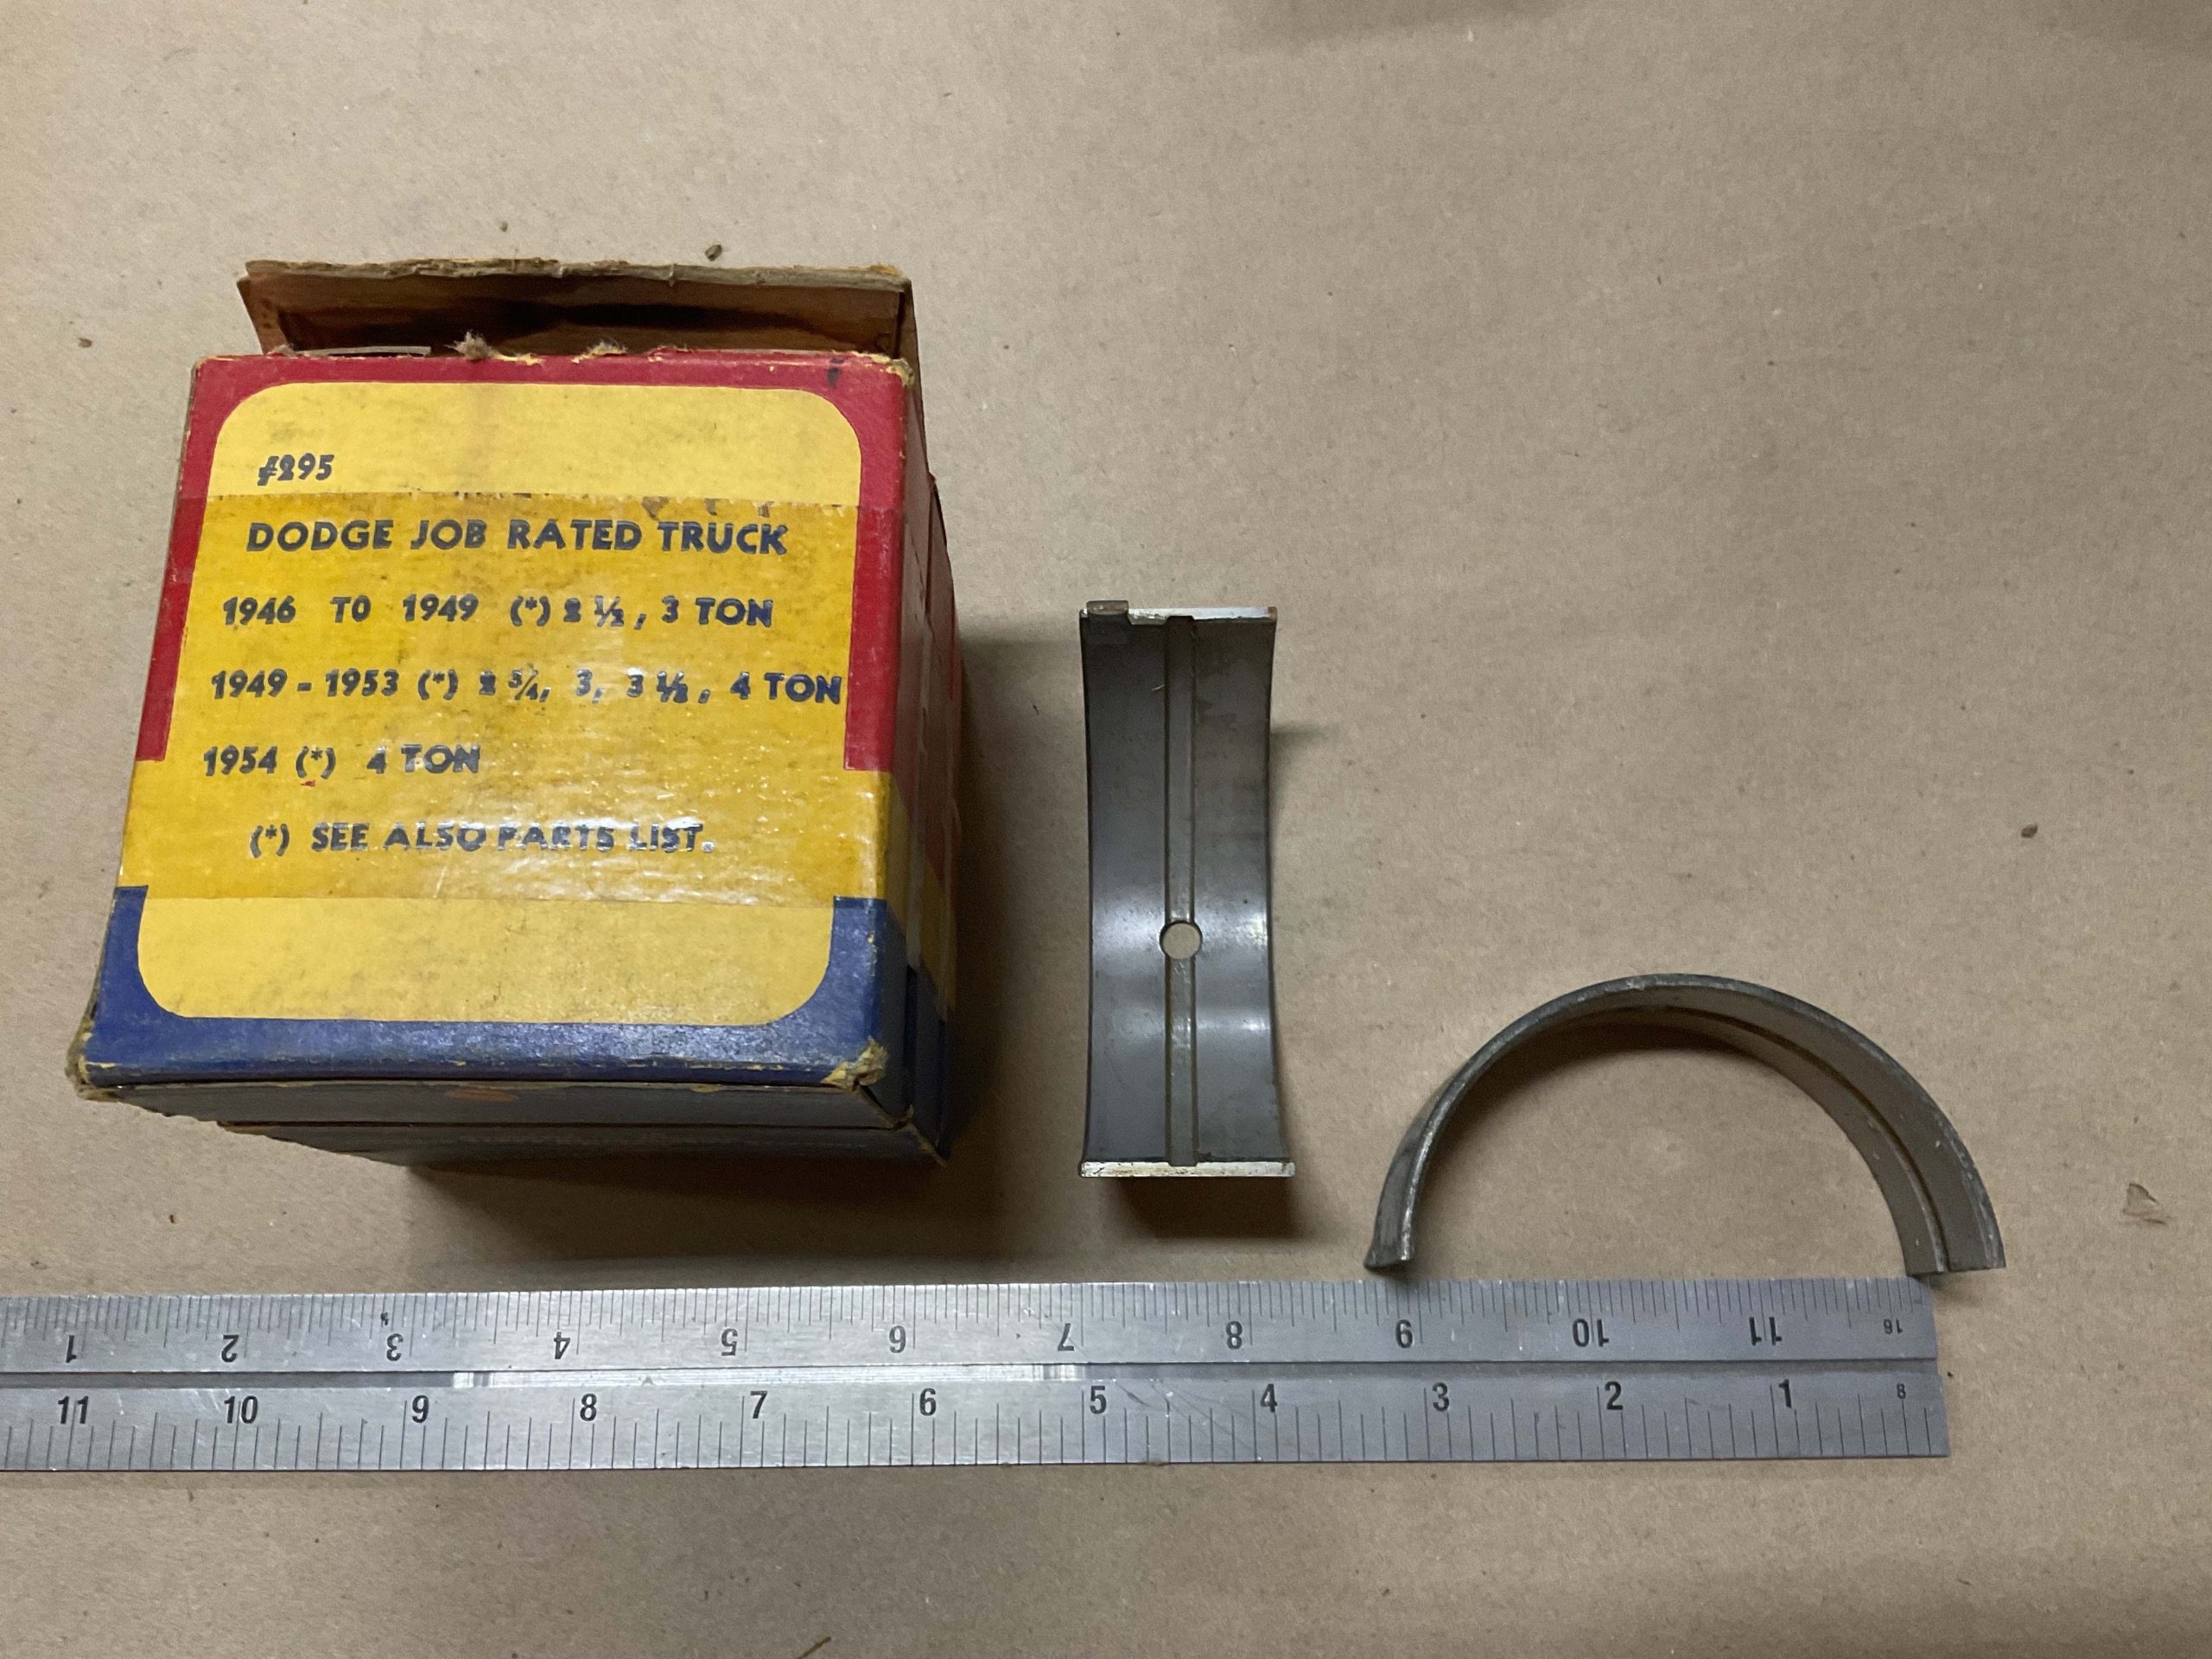 #295
DODGE JOB RATED TRUCK
1946 TO 1949 (*) 2 ½, 3 TON
1949 - 1953 (*) 2 ¾, 3, 3 ½, 4 TON
1954 (*) 4 TON
(*) SEE ALSO PARTS LIST.
1 2 3 4 5 6 7 8 9 10 11 16
11 10 9 8 7 6 5 4 3 2 1 8